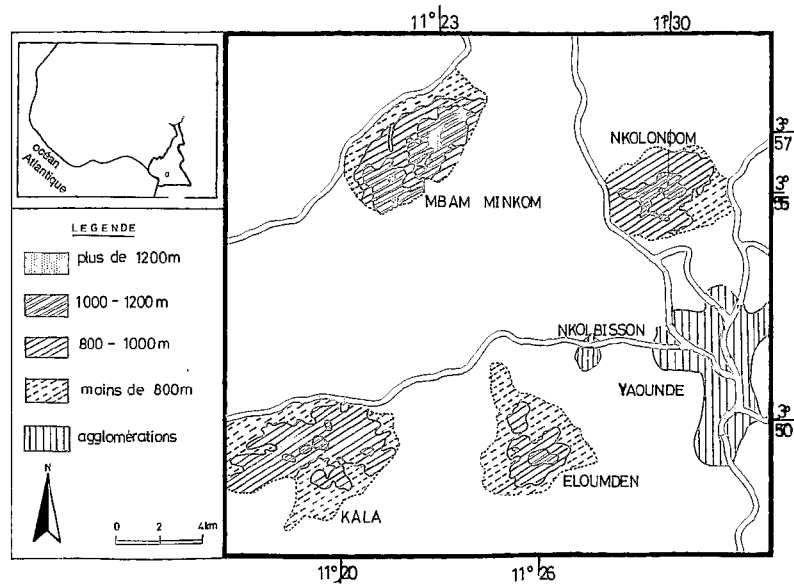 11° 23
11° 30
océan
Atlantique
LEGENDE
plus de 1200m
1000 - 1200 m
800 - 1000m
moins de 800m
agglomérations
N
0 2 4km
NKOLONDOM
3°
57
3°
55
MBAM MINKOM
NKOLBISSON
YAOUNDE
3°
50
ELOUMDEN
KALA
11° 20
11° 26